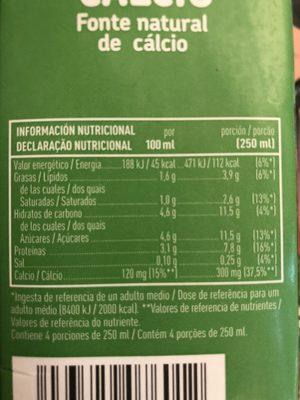 CALCIO
Fonte natural
de cálcio
INFORMACIÓN NUTRICIONAL por porción / porcão
DECLARAÇÃO NUTRICIONAL 100 ml (250 ml)
Valor energético / Energia 188 kJ / 45 kcal 471 kJ / 112 kcal (6%*)
Grasas / Lípidos 1,6 g 3,9 g (6%*)
de las cuales / dos quais
Saturadas / Saturados 1,0 g 2,6 g (13%*)
Hidratos de carbono 4,6 g 11,5 g (4%*)
de los cuales / dos quais
Azúcares / Açúcares 4,6 g 11,5 g (13%*)
Proteínas 3,1 g 7,8 g (16%*)
Sal 0,10 g 0,25 g (4%*)
Calcio / Cálcio 120 mg (15%**) 300 mg (37,5%**)
*Ingesta de referencia de un adulto medio / Dose de referência para um
adulto médio (8400 kJ / 2000 kcal). **Valores de referencia de nutrientes /
Valores de referência do nutriente.
Contiene 4 porciones de 250 ml / Contém 4 porções de 250 ml.